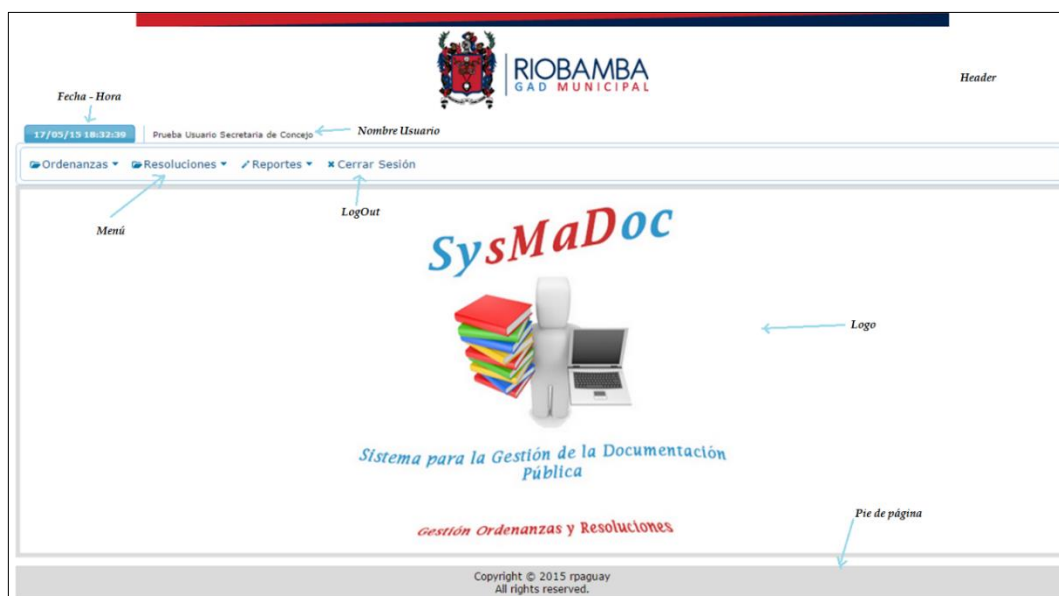 RIOBAMBA
GAD MUNICIPAL
Header
Fecha - Hora
17/05/15 18:32:39
Prueba Usuario Secretaria de Concejo
Nombre Usuario
Ordenanzas
Resoluciones
Reportes
Cerrar Sesión
Menú
LogOut
SysMaDoc
Logo
Sistema para la Gestión de la Documentación
Pública
Gestión Ordenanzas y Resoluciones
Pie de página
Copyright © 2015 rpaguay
All rights reserved.